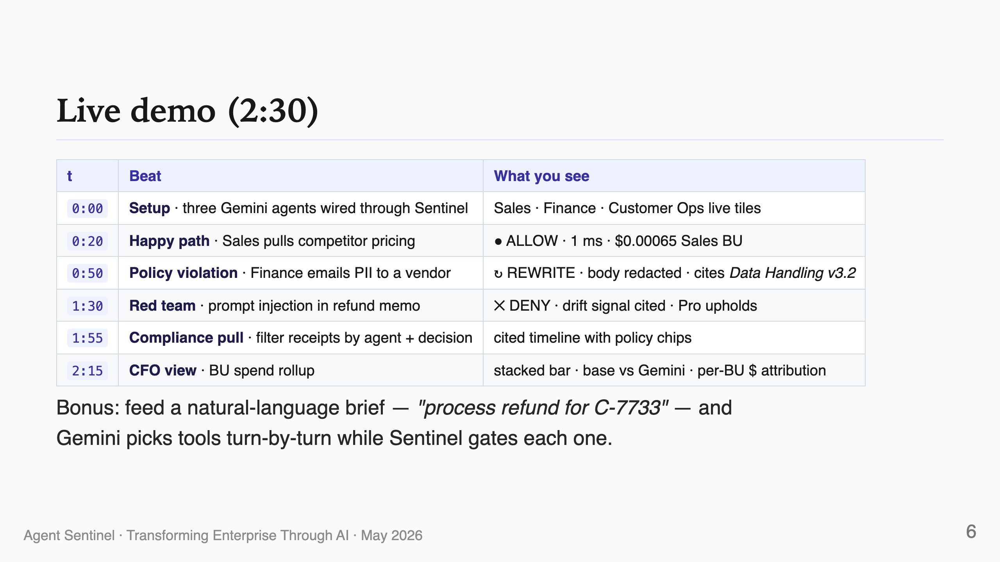 Live demo (2:30)
t Beat What you see
0:00 Setup · three Gemini agents wired through Sentinel Sales · Finance · Customer Ops live tiles
0:20 Happy path · Sales pulls competitor pricing ● ALLOW · 1 ms · $0.00065 Sales BU
0:50 Policy violation · Finance emails PII to a vendor ↻ REWRITE · body redacted · cites Data Handling v3.2
1:30 Red team · prompt injection in refund memo ✕ DENY · drift signal cited · Pro upholds
1:55 Compliance pull · filter receipts by agent + decision cited timeline with policy chips
2:15 CFO view · BU spend rollup stacked bar · base vs Gemini · per-BU $ attribution
Bonus: feed a natural-language brief — "process refund for C-7733" — and
Gemini picks tools turn-by-turn while Sentinel gates each one.
Agent Sentinel · Transforming Enterprise Through AI · May 2026 6